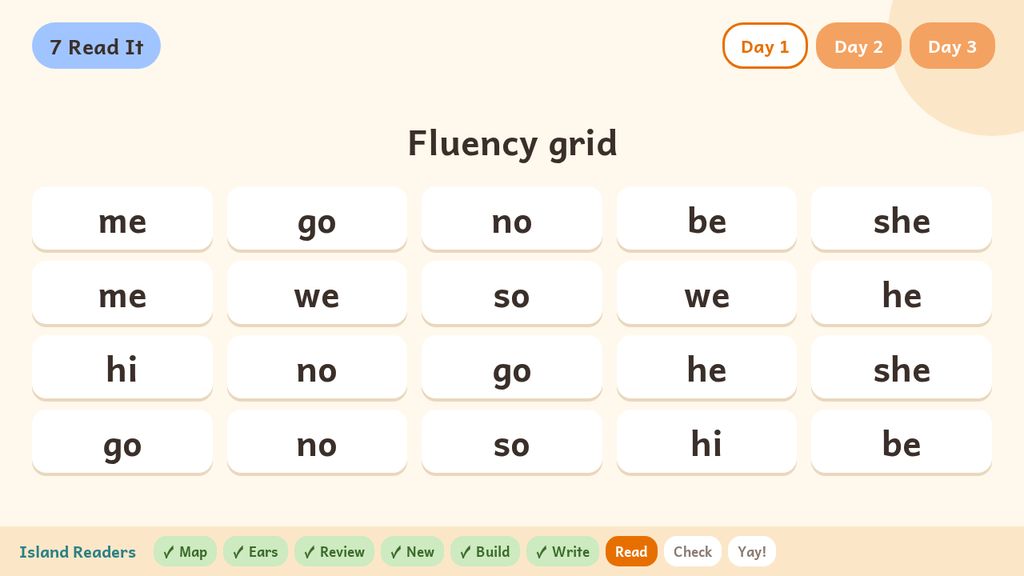 7 Read It
Day 1 Day 2 Day 3
Fluency grid
me go no be she
me we so we he
hi no go he she
go no so hi be
Island Readers ✓ Map ✓ Ears ✓ Review ✓ New ✓ Build ✓ Write Read Check Yay!